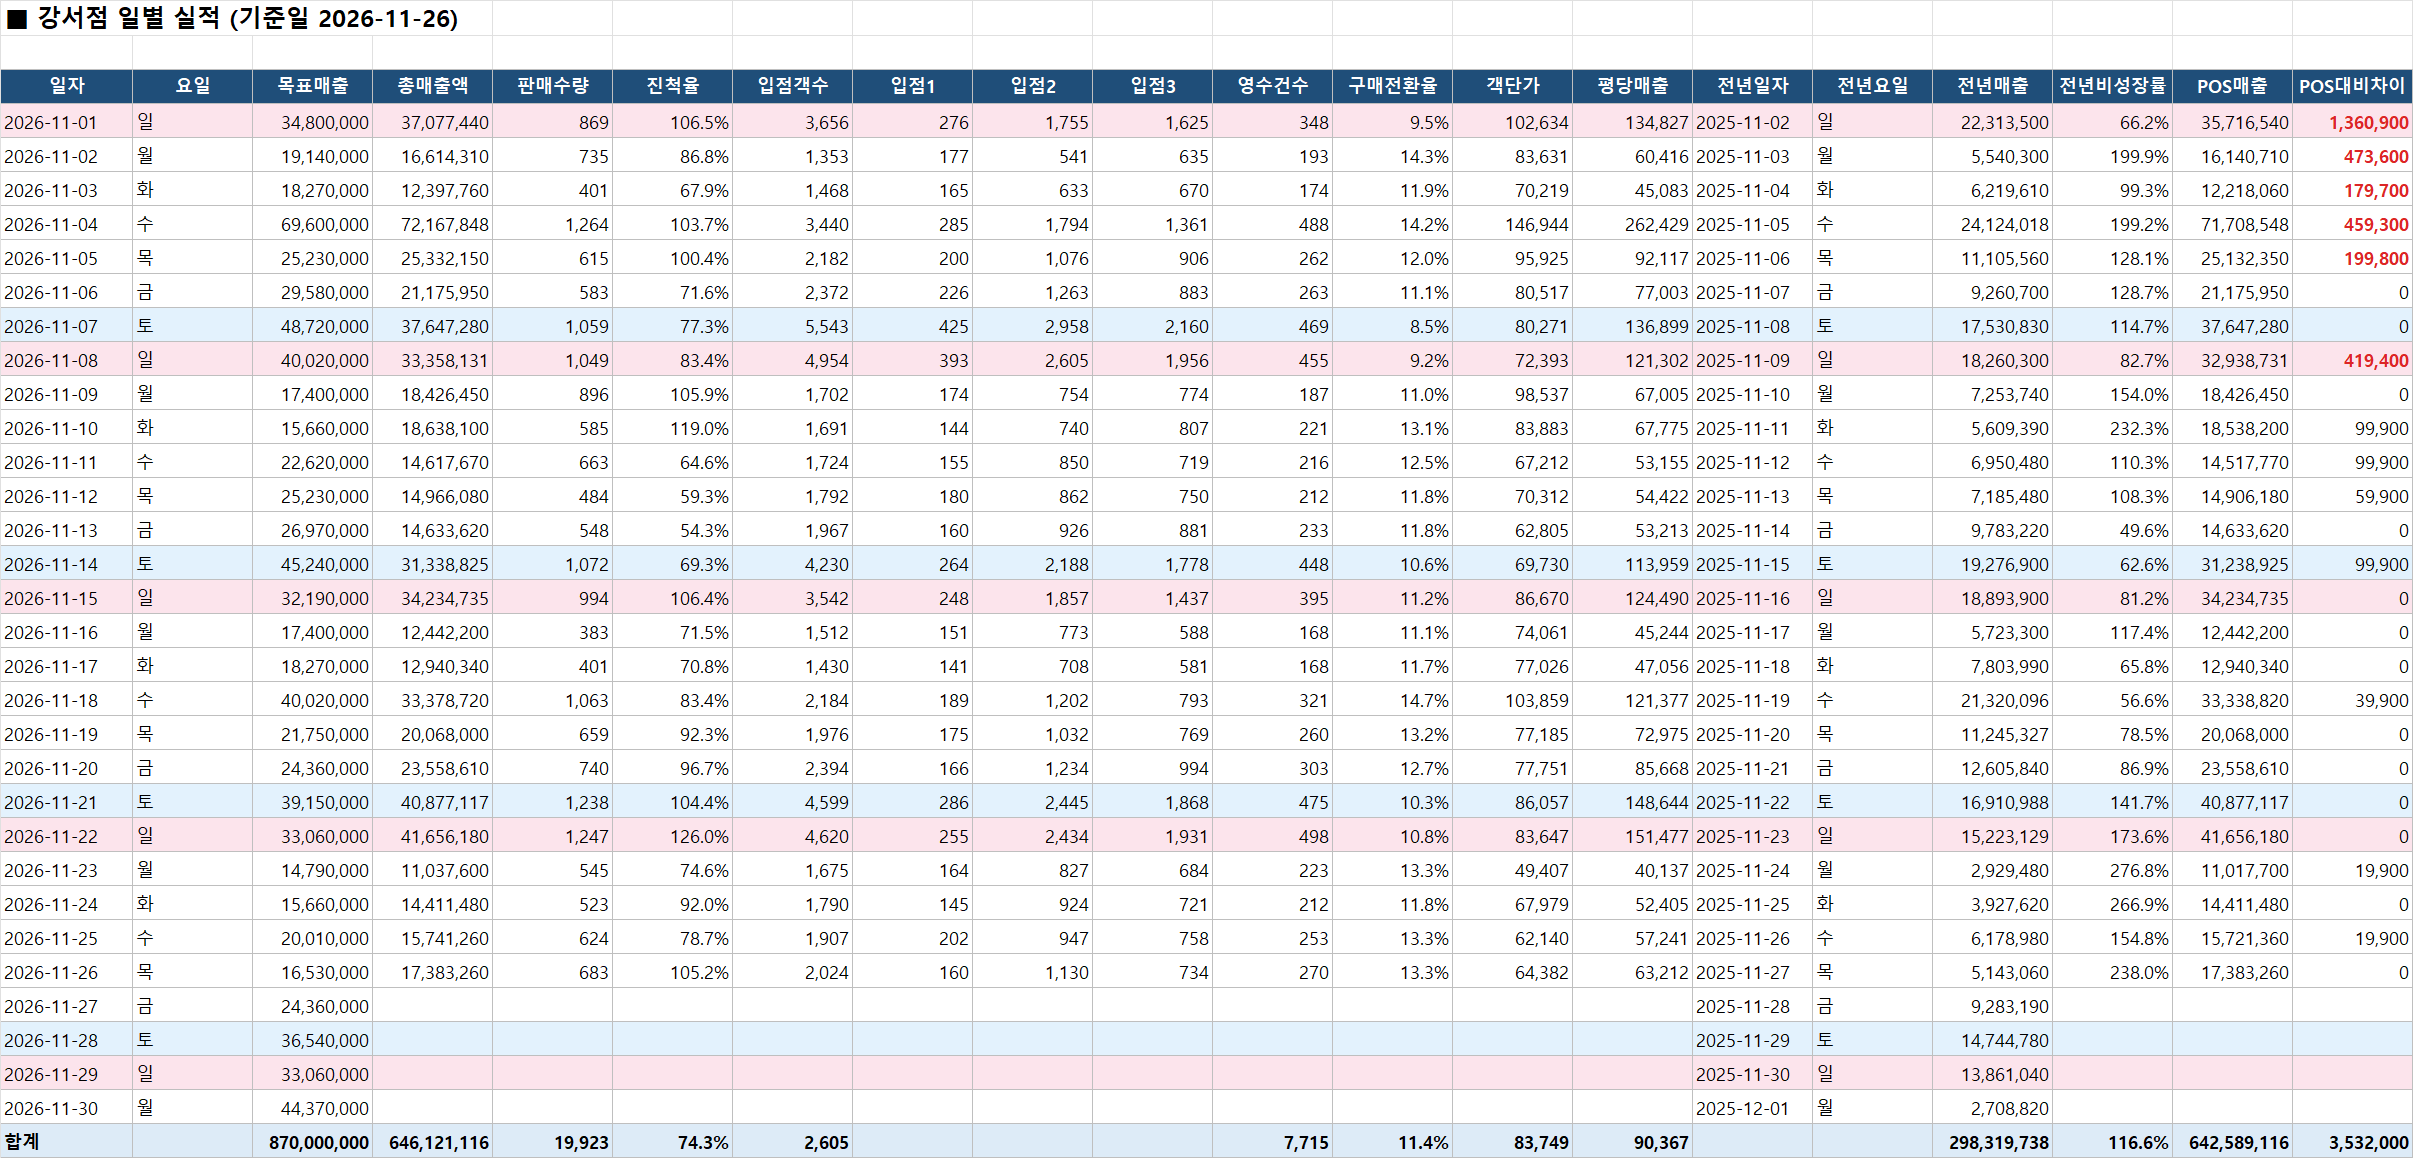 ■ 강서점 일별 실적 (기준일 2026-11-26)
일자 요일 목표매출 총매출액 판매수량 진척율 입점객수 입점1 입점2 입점3 영수건수 구매전환율 객단가 평당매출 전년일자 전년요일 전년매출 전년비성장률 POS매출 POS대비차이
2026-11-01 일 34,800,000 37,077,440 869 106.5% 3,656 276 1,755 1,625 348 9.5% 102,634 134,827 2025-11-02 일 22,313,500 66.2% 35,716,540 1,360,900
2026-11-02 월 19,140,000 16,614,310 735 86.8% 1,353 177 541 635 193 14.3% 83,631 60,416 2025-11-03 월 5,540,300 199.9% 16,140,710 473,600
2026-11-03 화 18,270,000 12,397,760 401 67.9% 1,468 165 633 670 174 11.9% 70,219 45,083 2025-11-04 화 6,219,610 99.3% 12,218,060 179,700
2026-11-04 수 69,600,000 72,167,848 1,264 103.7% 3,440 285 1,794 1,361 488 14.2% 146,944 262,429 2025-11-05 수 24,124,018 199.2% 71,708,548 459,300
2026-11-05 목 25,230,000 25,332,150 615 100.4% 2,182 200 1,076 906 262 12.0% 95,925 92,117 2025-11-06 목 11,105,560 128.1% 25,132,350 199,800
2026-11-06 금 29,580,000 21,175,950 583 71.6% 2,372 226 1,263 883 263 11.1% 80,517 77,003 2025-11-07 금 9,260,700 128.7% 21,175,950 0
2026-11-07 토 48,720,000 37,647,280 1,059 77.3% 5,543 425 2,958 2,160 469 8.5% 80,271 136,899 2025-11-08 토 17,530,830 114.7% 37,647,280 0
2026-11-08 일 40,020,000 33,358,131 1,049 83.4% 4,954 393 2,605 1,956 455 9.2% 72,393 121,302 2025-11-09 일 18,260,300 82.7% 32,938,731 419,400
2026-11-09 월 17,400,000 18,426,450 896 105.9% 1,702 174 754 774 187 11.0% 98,537 67,005 2025-11-10 월 7,253,740 154.0% 18,426,450 0
2026-11-10 화 15,660,000 18,638,100 585 119.0% 1,691 144 740 807 221 13.1% 83,883 67,775 2025-11-11 화 5,609,390 232.3% 18,538,200 99,900
2026-11-11 수 22,620,000 14,617,670 663 64.6% 1,724 155 850 719 216 12.5% 67,212 53,155 2025-11-12 수 6,950,480 110.3% 14,517,770 99,900
2026-11-12 목 25,230,000 14,966,080 484 59.3% 1,792 180 862 750 212 11.8% 70,312 54,422 2025-11-13 목 7,185,480 108.3% 14,906,180 59,900
2026-11-13 금 26,970,000 14,633,620 548 54.3% 1,967 160 926 881 233 11.8% 62,805 53,213 2025-11-14 금 9,783,220 49.6% 14,633,620 0
2026-11-14 토 45,240,000 31,338,825 1,072 69.3% 4,230 264 2,188 1,778 448 10.6% 69,730 113,959 2025-11-15 토 19,276,900 62.6% 31,238,925 99,900
2026-11-15 일 32,190,000 34,234,735 994 106.4% 3,542 248 1,857 1,437 395 11.2% 86,670 124,490 2025-11-16 일 18,893,900 81.2% 34,234,735 0
2026-11-16 월 17,400,000 12,442,200 383 71.5% 1,512 151 773 588 168 11.1% 74,061 45,244 2025-11-17 월 5,723,300 117.4% 12,442,200 0
2026-11-17 화 18,270,000 12,940,340 401 70.8% 1,430 141 708 581 168 11.7% 77,026 47,056 2025-11-18 화 7,803,990 65.8% 12,940,340 0
2026-11-18 수 40,020,000 33,378,720 1,063 83.4% 2,184 189 1,202 793 321 14.7% 103,859 121,377 2025-11-19 수 21,320,096 56.6% 33,338,820 39,900
2026-11-19 목 21,750,000 20,068,000 659 92.3% 1,976 175 1,032 769 260 13.2% 77,185 72,975 2025-11-20 목 11,245,327 78.5% 20,068,000 0
2026-11-20 금 24,360,000 23,558,610 740 96.7% 2,394 166 1,234 994 303 12.7% 77,751 85,668 2025-11-21 금 12,605,840 86.9% 23,558,610 0
2026-11-21 토 39,150,000 40,877,117 1,238 104.4% 4,599 286 2,445 1,868 475 10.3% 86,057 148,644 2025-11-22 토 16,910,988 141.7% 40,877,117 0
2026-11-22 일 33,060,000 41,656,180 1,247 126.0% 4,620 255 2,434 1,931 498 10.8% 83,647 151,477 2025-11-23 일 15,223,129 173.6% 41,656,180 0
2026-11-23 월 14,790,000 11,037,600 545 74.6% 1,675 164 827 684 223 13.3% 49,407 40,137 2025-11-24 월 2,929,480 276.8% 11,017,700 19,900
2026-11-24 화 15,660,000 14,411,480 523 92.0% 1,790 145 924 721 212 11.8% 67,979 52,405 2025-11-25 화 3,927,620 266.9% 14,411,480 0
2026-11-25 수 20,010,000 15,741,260 624 78.7% 1,907 202 947 758 253 13.3% 62,140 57,241 2025-11-26 수 6,178,980 154.8% 15,721,360 19,900
2026-11-26 목 16,530,000 17,383,260 683 105.2% 2,024 160 1,130 734 270 13.3% 64,382 63,212 2025-11-27 목 5,143,060 238.0% 17,383,260 0
2026-11-27 금 24,360,000 2025-11-28 금 9,283,190
2026-11-28 토 36,540,000 2025-11-29 토 14,744,780
2026-11-29 일 33,060,000 2025-11-30 일 13,861,040
2026-11-30 월 44,370,000 2025-12-01 월 2,708,820
합계 870,000,000 646,121,116 19,923 74.3% 2,605 7,715 11.4% 83,749 90,367 298,319,738 116.6% 642,589,116 3,532,000